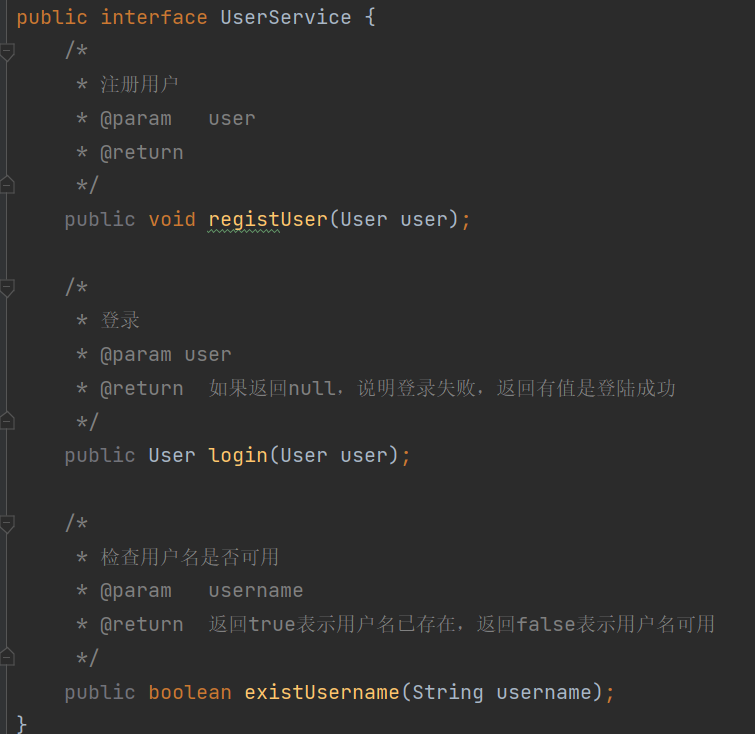 public interface UserService {
/*
* 注册用户
* @param   user
* @return
*/
public void registUser(User user);
/*
* 登录
* @param user
* @return  如果返回null，说明登录失败，返回有值是登陆成功
*/
public User login(User user);
/*
* 检查用户名是否可用
* @param   username
* @return  返回true表示用户名已存在，返回false表示用户名可用
*/
public boolean existUsername(String username);
}